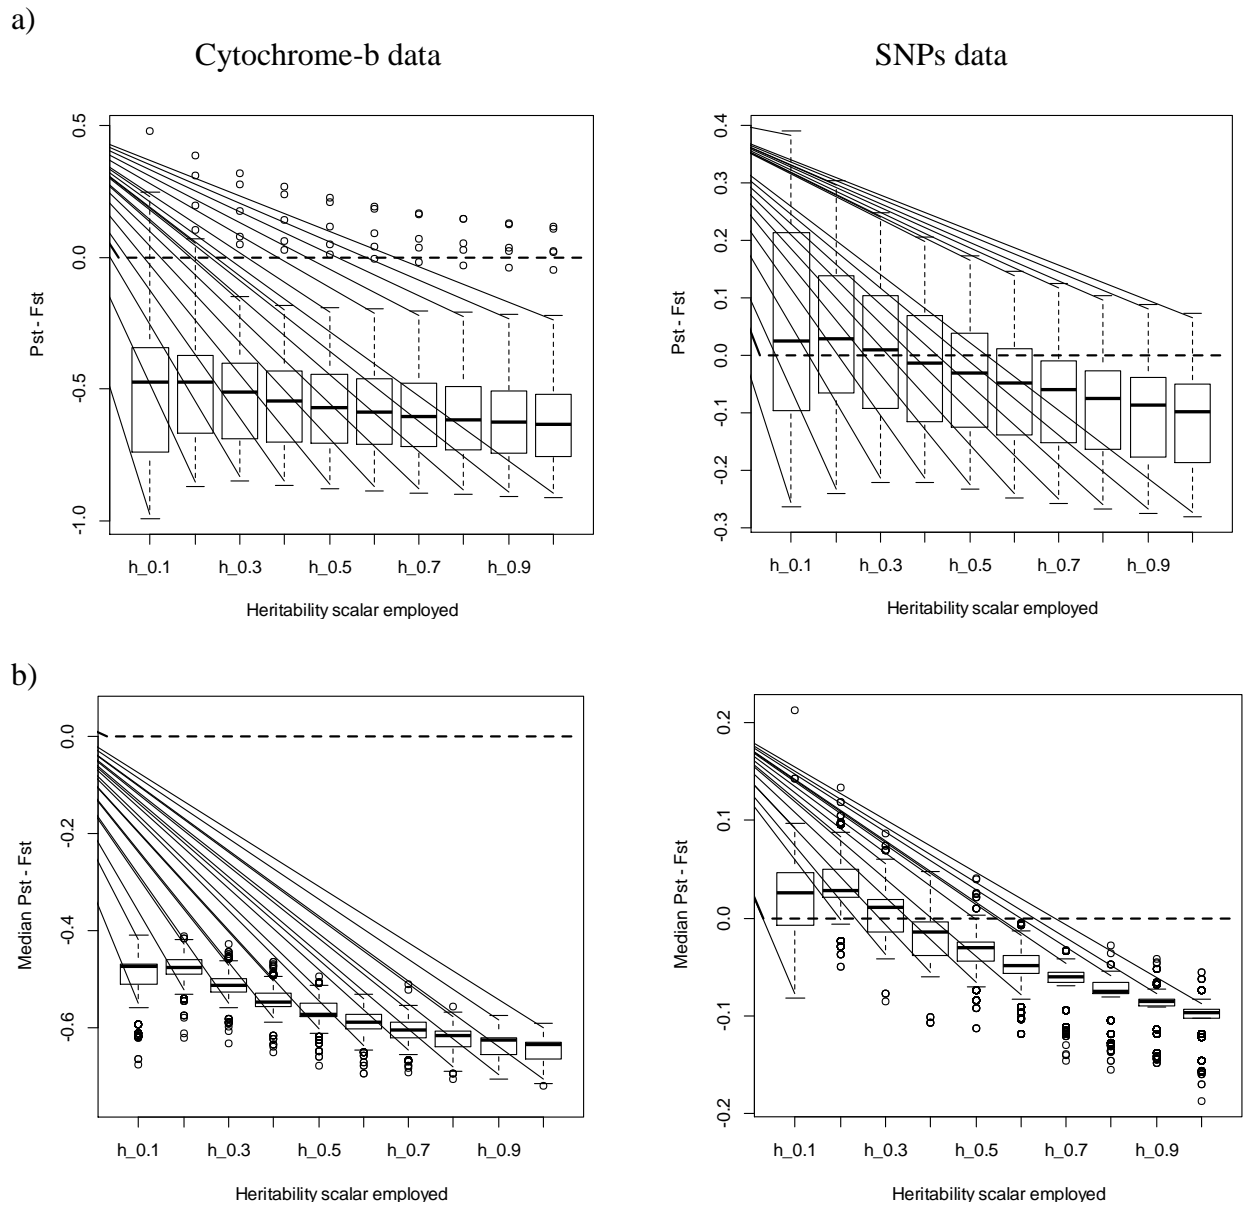 a)
Cytochrome-b data
SNPs data
0.5
0.0
-0.5
-1.0
Pst - Fst
h_0.1 h_0.3 h_0.5 h_0.7 h_0.9
Heritability scalar employed
0.4
0.3
0.2
0.1
0.0
-0.1
-0.2
-0.3
Pst - Fst
h_0.1 h_0.3 h_0.5 h_0.7 h_0.9
Heritability scalar employed
b)
0.0
-0.2
-0.4
-0.6
Median Pst - Fst
h_0.1 h_0.3 h_0.5 h_0.7 h_0.9
Heritability scalar employed
0.2
0.1
0.0
-0.1
-0.2
Median Pst - Fst
h_0.1 h_0.3 h_0.5 h_0.7 h_0.9
Heritability scalar employed